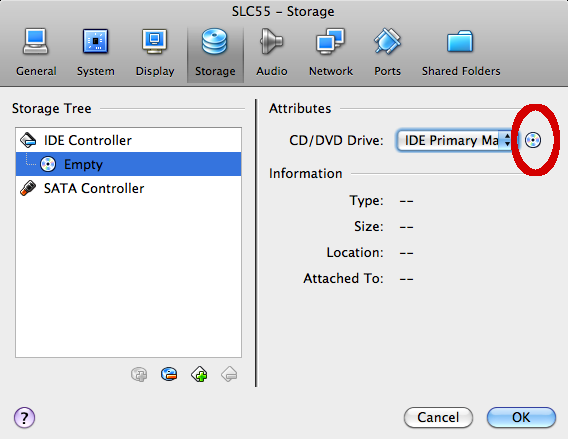 SLC55 – Storage
General System Display Storage Audio Network Ports Shared Folders
Storage Tree
IDE Controller
Empty
SATA Controller
Attributes
CD/DVD Drive: IDE Primary Ma
Information
Type: --
Size: --
Location: --
Attached To: --
?
Cancel OK